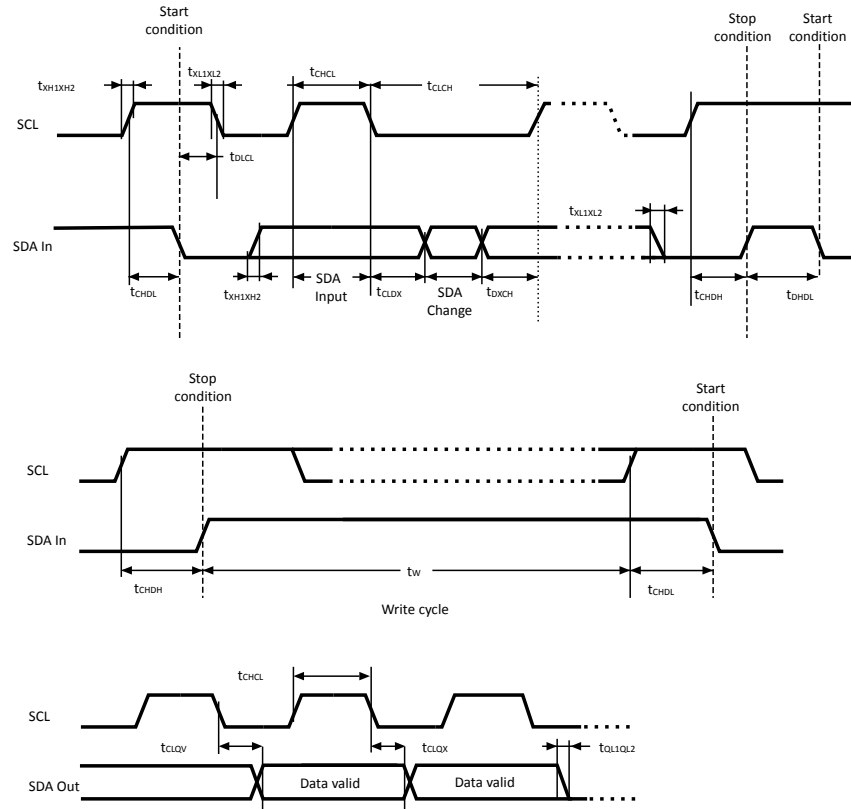 Start
condition
Stop
condition
Start
condition
tXH1XH2
tXL1XL2
tCHCL
tCLCH
SCL
tDLCL
tXL1XL2
SDA In
tCHDL
tXH1XH2
SDA
Input
tCLDX
SDA
Change
tDXCH
tCHDH
tDHDL
Stop
condition
Start
condition
SCL
SDA In
tCHDH
tW
tCHDL
Write cycle
tCHCL
SCL
tCLQV
tCLQX
tQL1QL2
SDA Out
Data valid
Data valid